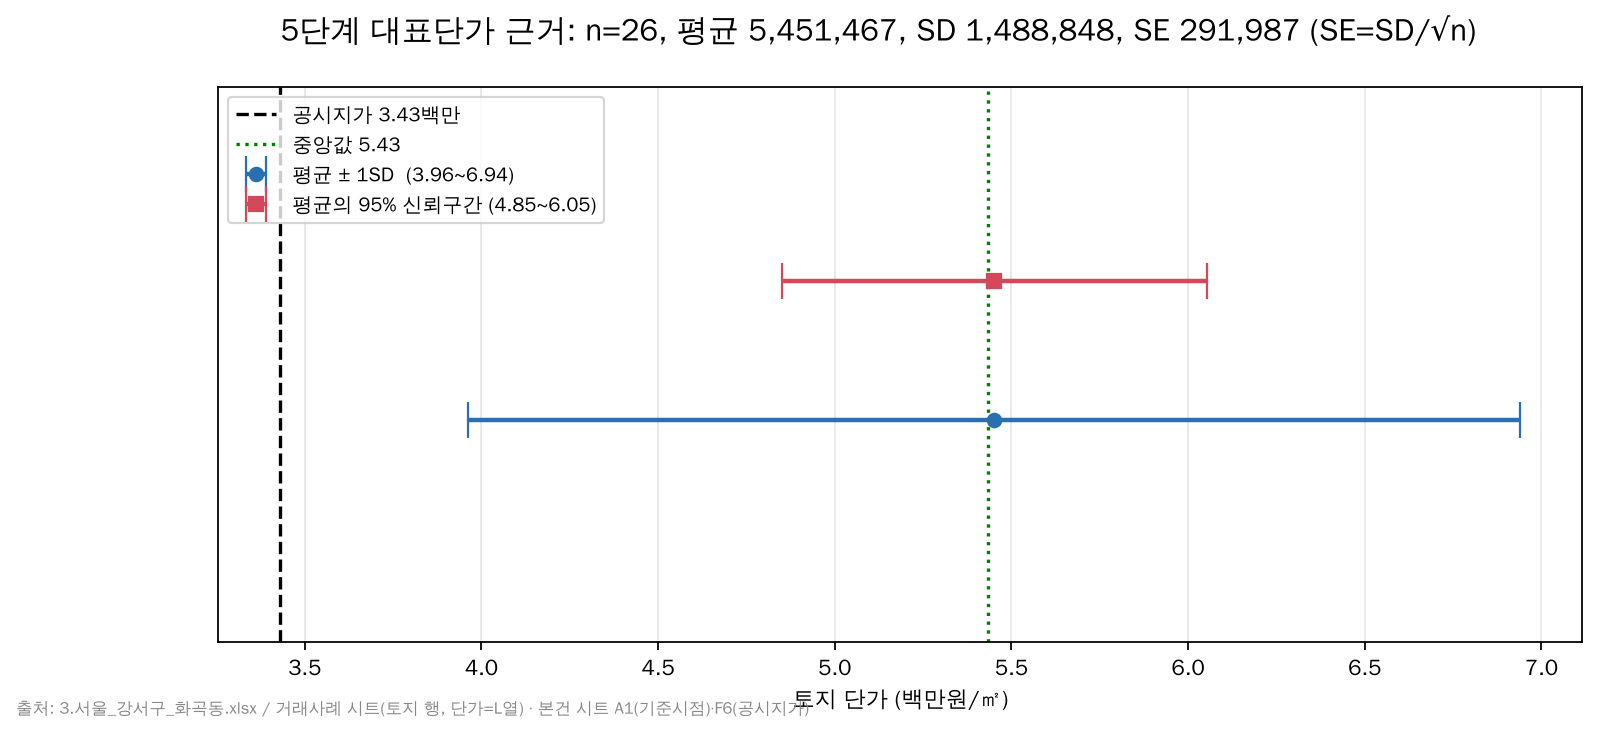 5단계 대표단가 근거: n=26, 평균 5,451,467, SD 1,488,848, SE 291,987 (SE=SD/√n)
공시지가 3.43백만
중앙값 5.43
평균 ± 1SD (3.96~6.94)
평균의 95% 신뢰구간 (4.85~6.05)
3.5 4.0 4.5 5.0 5.5 6.0 6.5 7.0
토지 단가 (백만원/㎡)
출처: 3.서울_강서구_화곡동.xlsx / 거래사례 시트(토지 행, 단가=L열) · 본건 시트 A1(기준시점)·F6(공시지가)